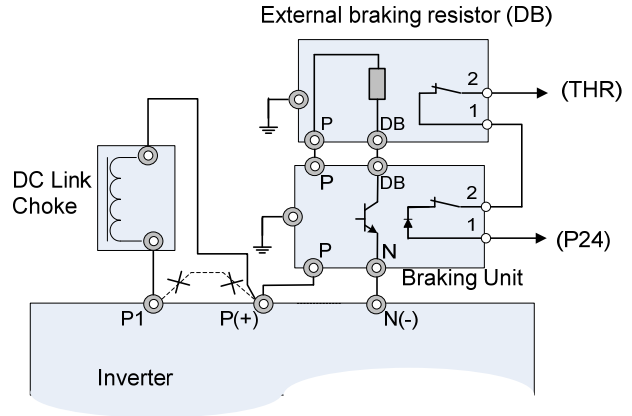 External braking resistor (DB)
2
(THR)
1
P
DB
P
DB
DC Link
Choke
2
1
(P24)
P
N
Braking Unit
P1
P(+)
N(-)
Inverter